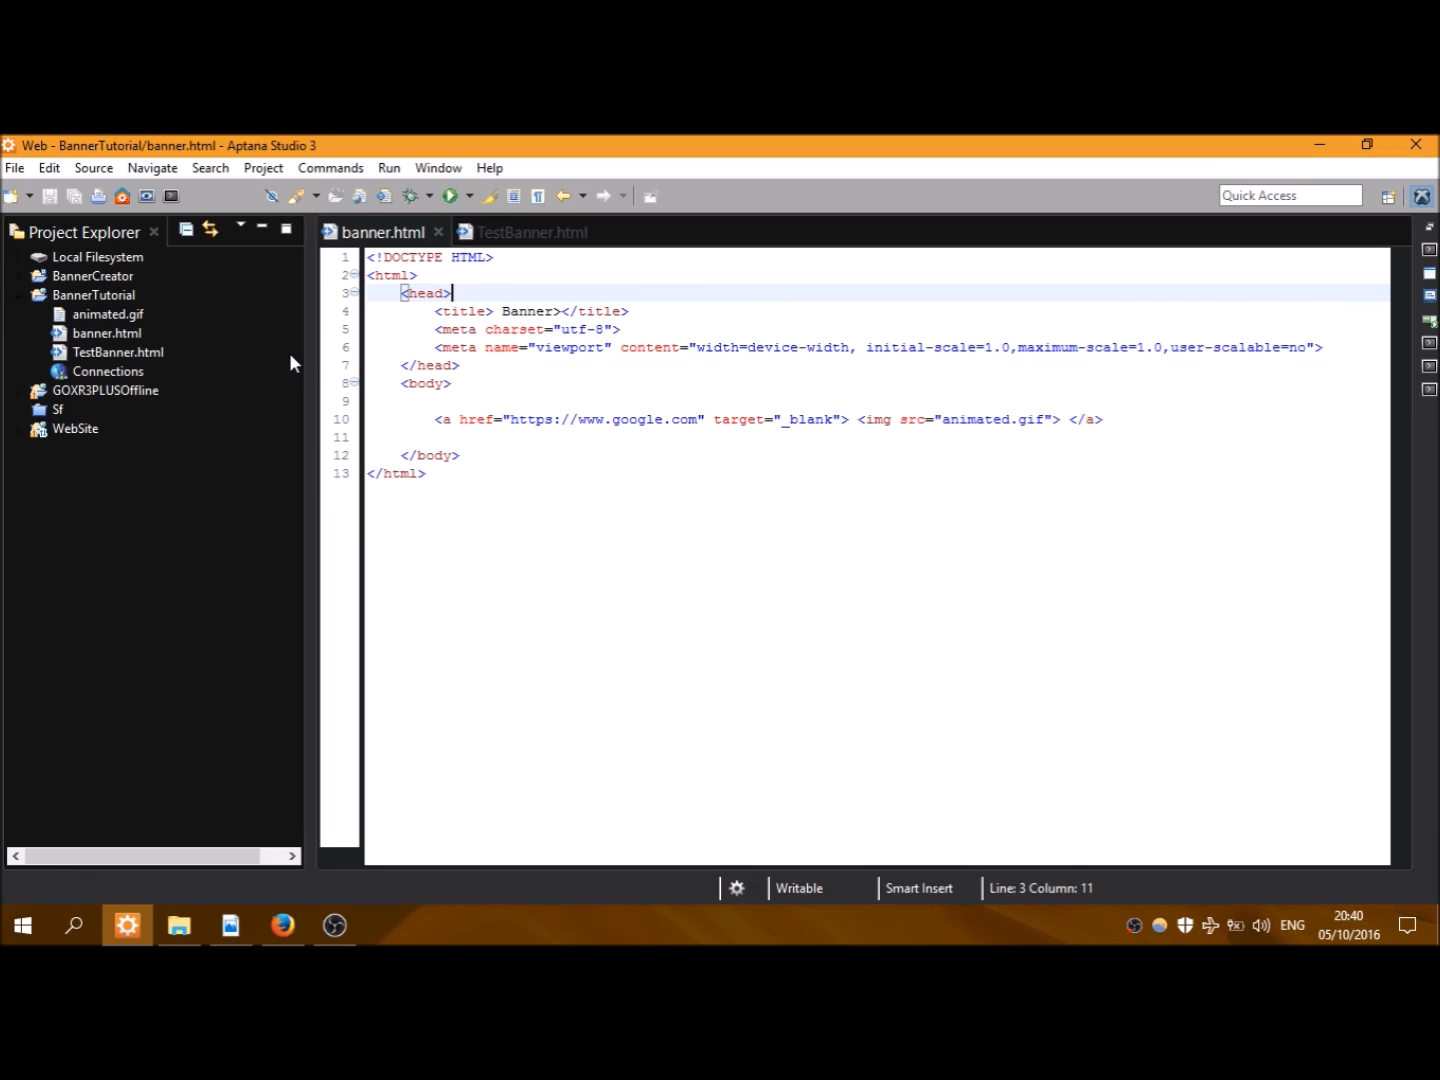 Web - BannerTutorial/banner.html - Aptana Studio 3
File Edit Source Navigate Search Project Commands Run Window Help
Quick Access
Project Explorer
banner.html
TestBanner.html
Local Filesystem
BannerCreator
BannerTutorial
animated.gif
banner.html
TestBanner.html
Connections
GOXR3PLUSOffline
Sf
WebSite
1 <!DOCTYPE HTML>
2 <html>
3 <head>
4 <title> Banner></title>
5 <meta charset="utf-8">
6 <meta name="viewport" content="width=device-width, initial-scale=1.0,maximum-scale=1.0,user-scalable=no">
7 </head>
8 <body>
9
10 <a href="https://www.google.com" target="_blank"> <img src="animated.gif"> </a>
11
12 </body>
13 </html>
Writable
Smart Insert
Line: 3 Column: 11
ENG
20:40
05/10/2016